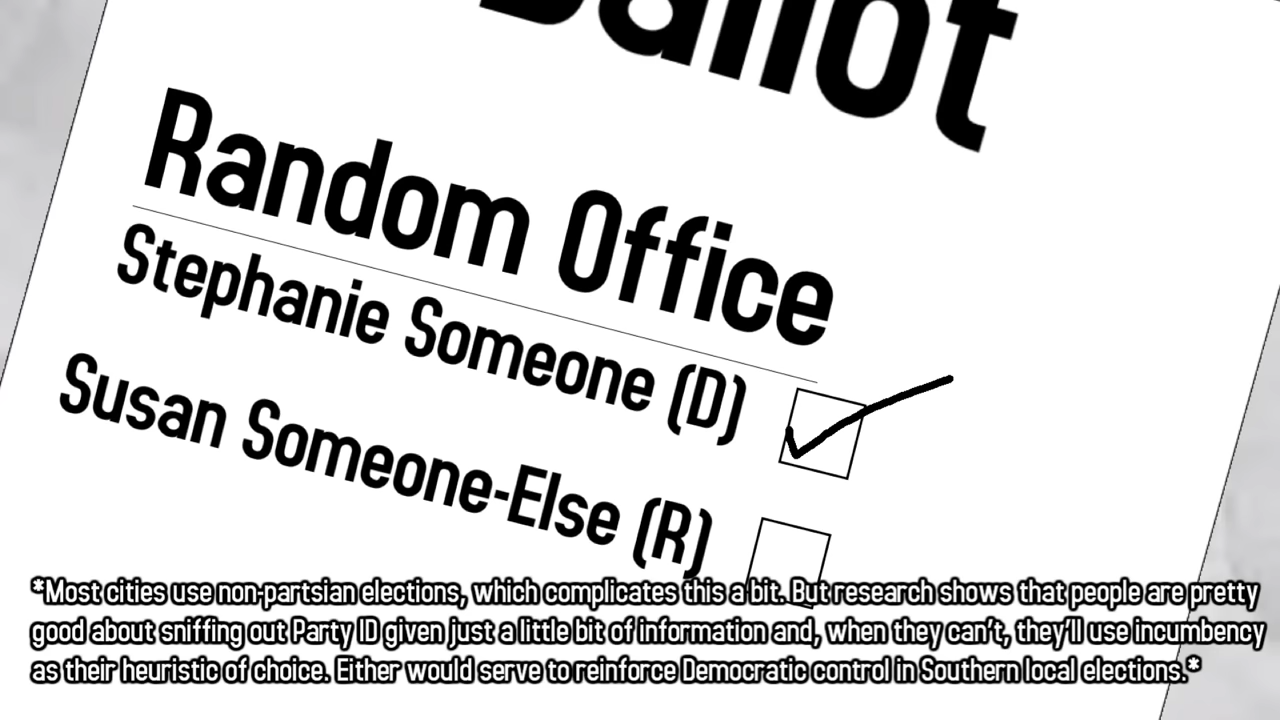 Ballot
Random Office
Stephanie Someone (D)
Susan Someone-Else (R)
*Most cities use non-partsian elections, which complicates this a bit. But research shows that people are pretty
good about sniffing out Party ID given just a little bit of information and, when they can't, they'll use incumbency
as their heuristic of choice. Either would serve to reinforce Democratic control in Southern local elections.*